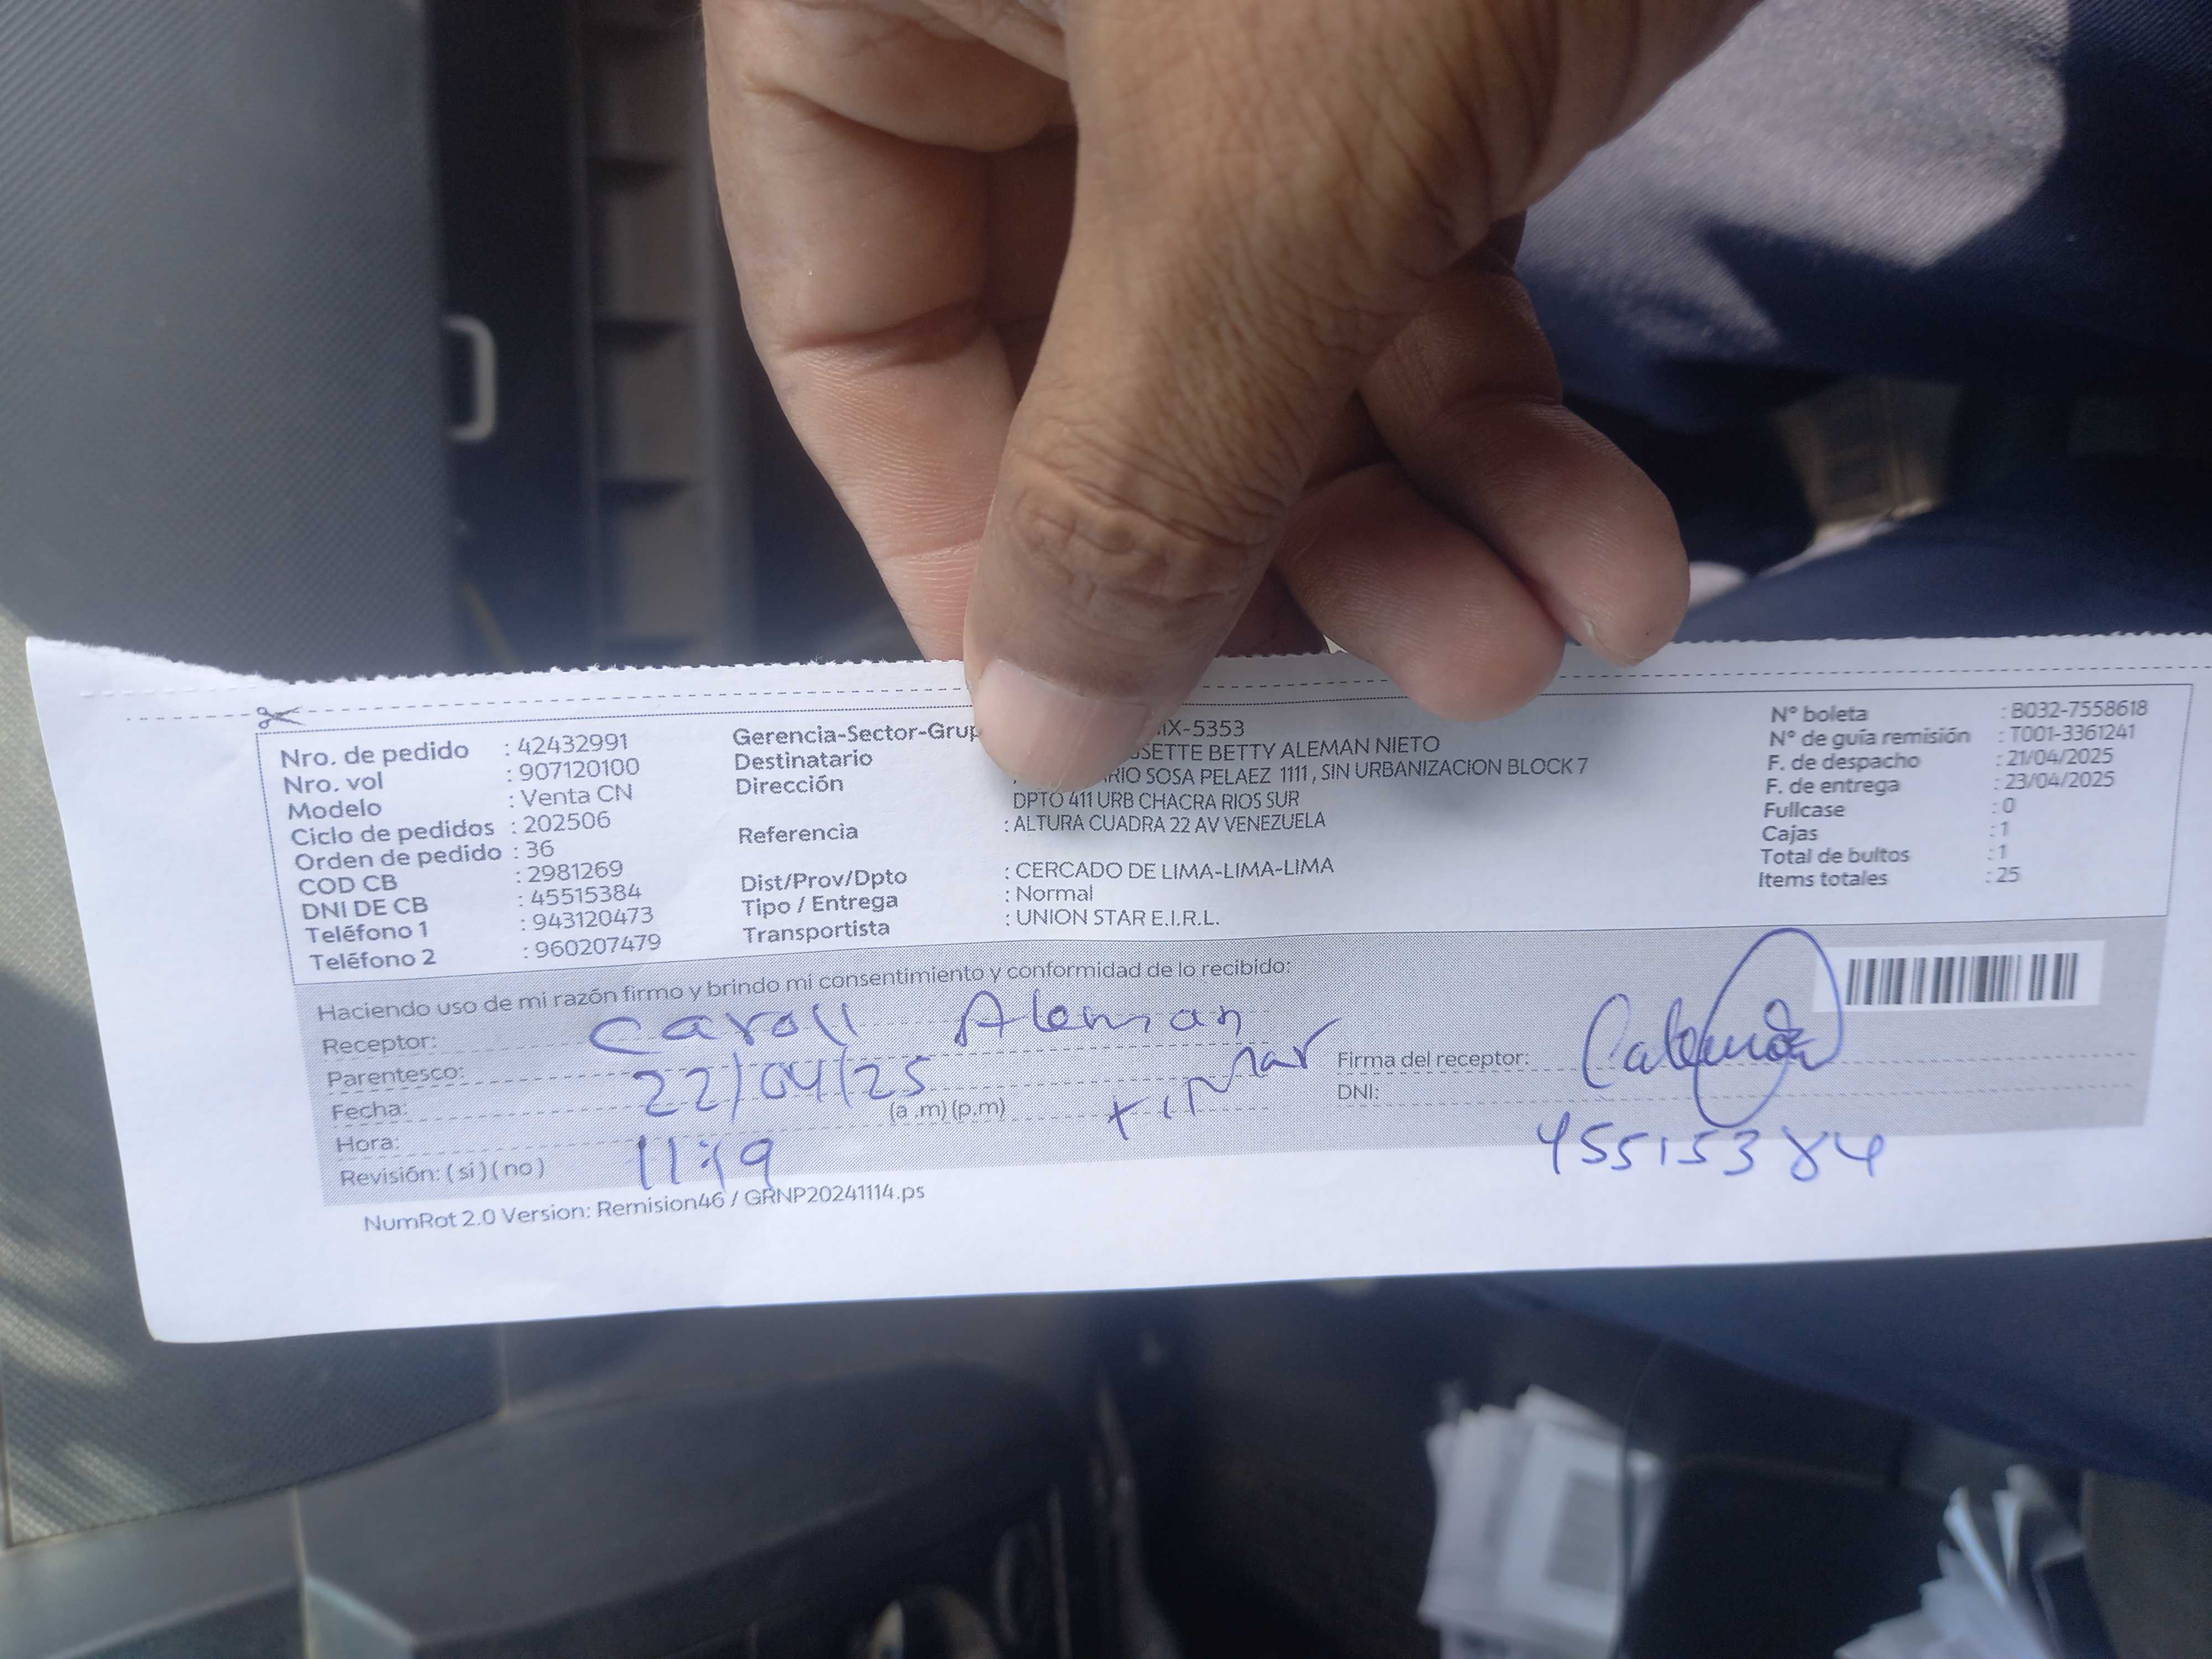 Nro. de pedido : 42432991
Nro. vol : 907120100
Modelo : Venta CN
Ciclo de pedidos : 202506
Orden de pedido : 36
COD CB : 2981269
DNI DE CB : 45515384
Teléfono 1 : 943120473
Teléfono 2 : 960207479
Gerencia-Sector-Grup IX-5353
Destinatario SETTE BETTY ALEMAN NIETO
Dirección RIO SOSA PELAEZ 1111 , SIN URBANIZACION BLOCK 7
DPTO 411 URB CHACRA RIOS SUR
Referencia : ALTURA CUADRA 22 AV VENEZUELA
Dist/Prov/Dpto : CERCADO DE LIMA-LIMA-LIMA
Tipo / Entrega : Normal
Transportista : UNION STAR E.I.R.L.
N° boleta : B032-7558618
N° de guía remisión : T001-3361241
F. de despacho : 21/04/2025
F. de entrega : 23/04/2025
Fullcase : 0
Cajas : 1
Total de bultos : 1
Items totales : 25
Haciendo uso de mi razón firmo y brindo mi consentimiento y conformidad de lo recibido:
Receptor: Caroll Aleman
Parentesco:
Fecha: 22/04/25
(a .m) (p.m)
Hora: 11:19
Revisión: ( si ) ( no )
Firma del receptor:
DNI: 45515384
NumRot 2.0 Version: Remision46 / GRNP20241114.ps